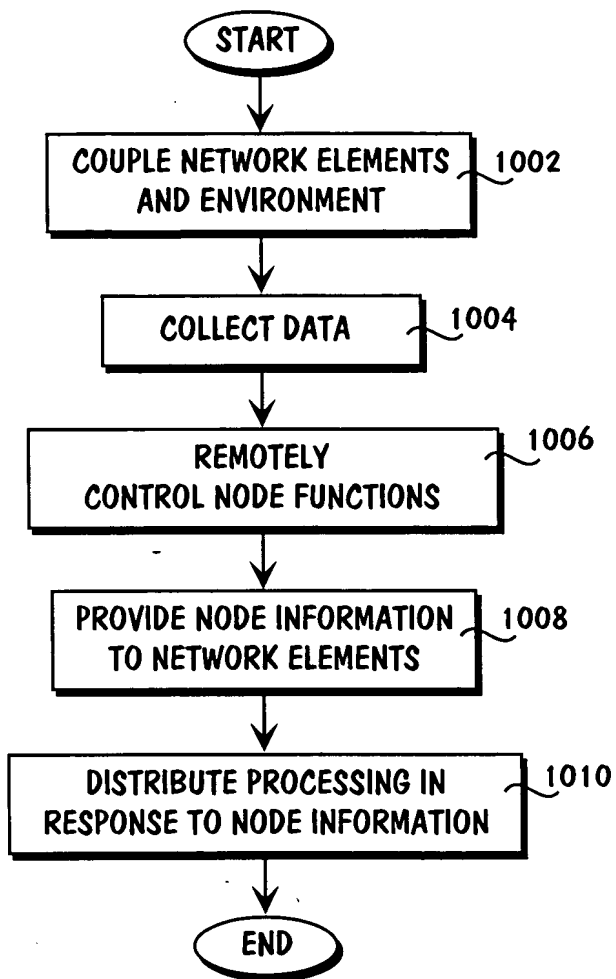 START
COUPLE NETWORK ELEMENTS
AND ENVIRONMENT
1002
COLLECT DATA
1004
REMOTELY
CONTROL NODE FUNCTIONS
1006
PROVIDE NODE INFORMATION
TO NETWORK ELEMENTS
1008
DISTRIBUTE PROCESSING IN
RESPONSE TO NODE INFORMATION
1010
END